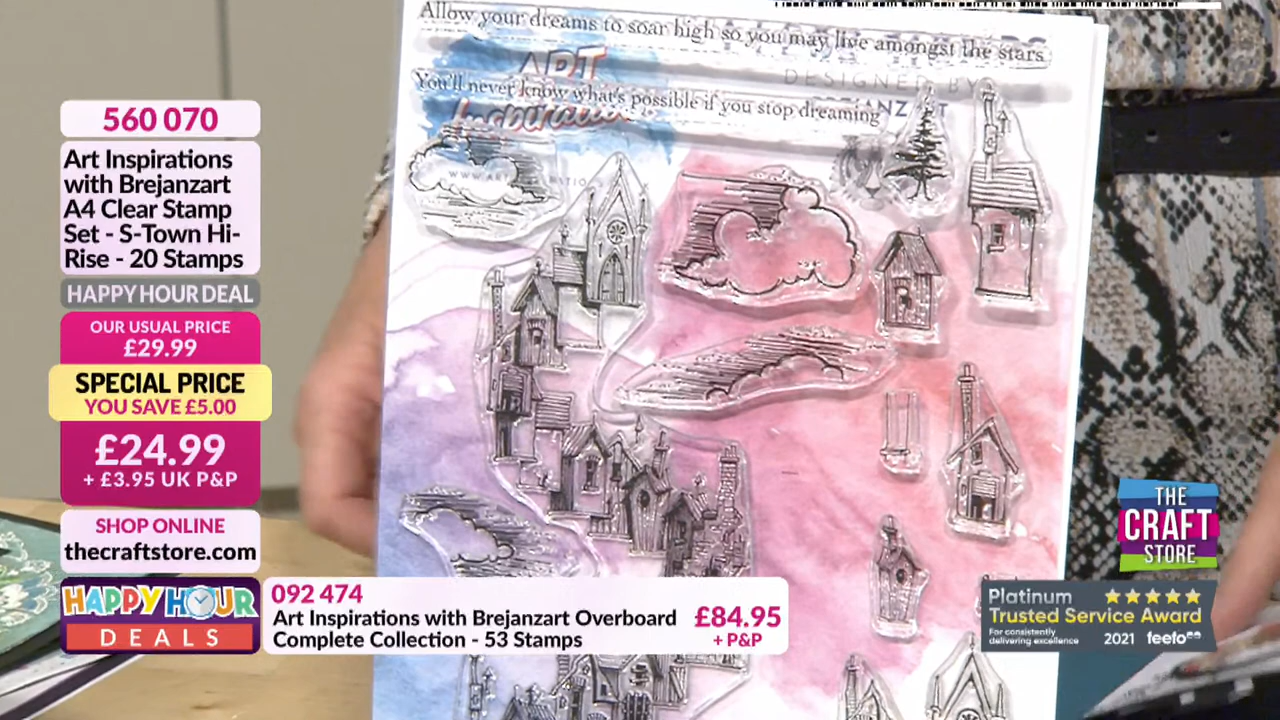 Allow your dreams to soar high so you may live amongst the stars
ART
DESIGNED BY
You'll never know what's possible if you stop dreaming
560 070
Art Inspirations
with Brejanzart
A4 Clear Stamp
Set - S-Town Hi-
Rise - 20 Stamps
HAPPY HOUR DEAL
OUR USUAL PRICE
£29.99
SPECIAL PRICE
YOU SAVE £5.00
£24.99
+ £3.95 UK P&P
SHOP ONLINE
thecraftstore.com
HAPPY HOUR
DEALS
092 474
Art Inspirations with Brejanzart Overboard
Complete Collection - 53 Stamps
£84.95
+ P&P
THE
CRAFT
STORE
Platinum
Trusted Service Award
For consistently
delivering excellence
2021 feefo